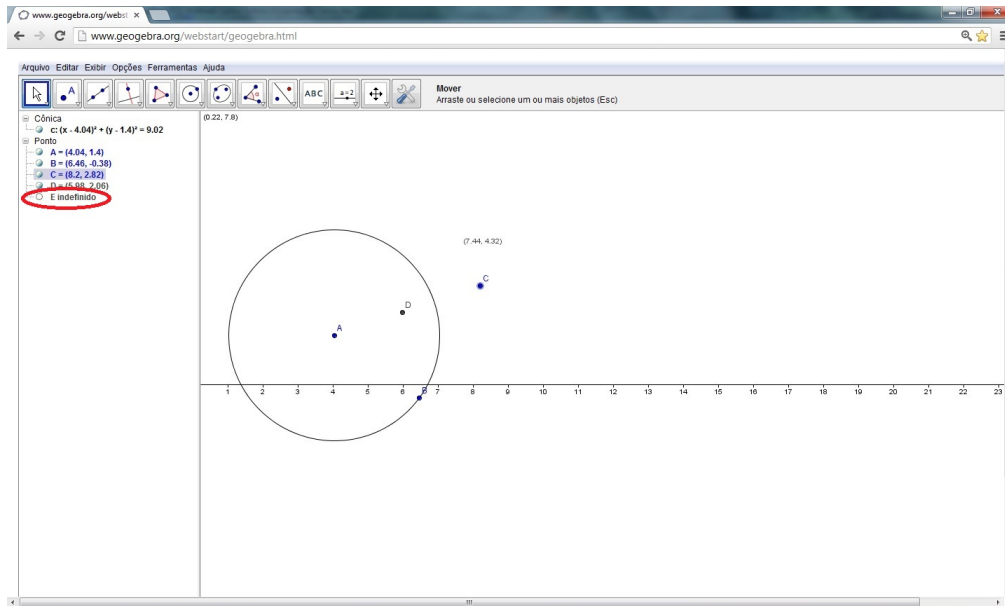 www.geogebra.org/webst
www.geogebra.org/webstart/geogebra.html
Arquivo Editar Exibir Opções Ferramentas Ajuda
A
ABC
a=2
Mover
Arraste ou selecione um ou mais objetos (Esc)
Cônica
c: (x - 4.04)² + (y - 1.4)² = 9.02
Ponto
A = (4.04, 1.4)
B = (6.46, -0.38)
C = (8.2, 2.82)
D = (5.98, 2.06)
E indefinido
(0.22, 7.8)
(7.44, 4.32)
C
D
A
B
1 2 3 4 5 6 7 8 9 10 11 12 13 14 15 16 17 18 19 20 21 22 23